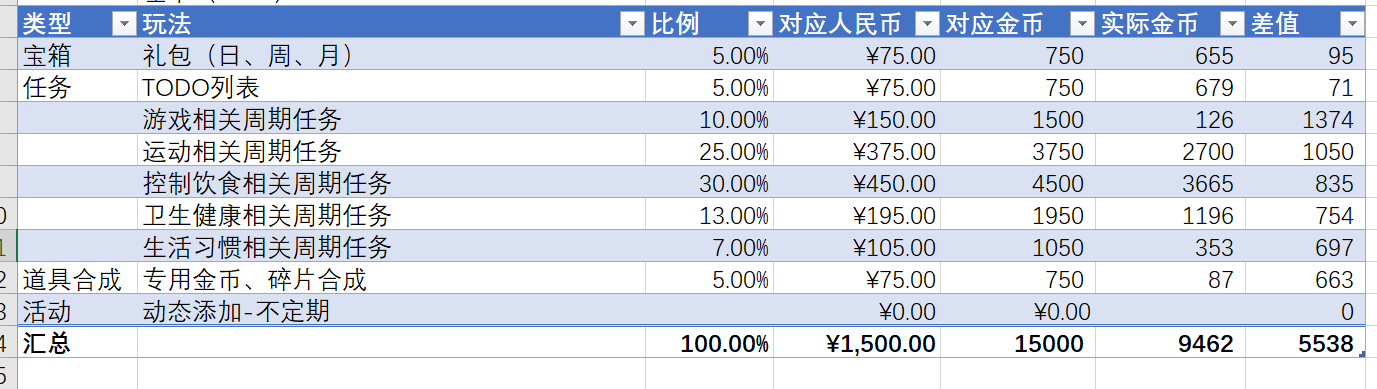 类型 玩法 比例 对应人民币 对应金币 实际金币 差值
宝箱 礼包（日、周、月） 5.00% ¥75.00 750 655 95
任务 TODO列表 5.00% ¥75.00 750 679 71
游戏相关周期任务 10.00% ¥150.00 1500 126 1374
运动相关周期任务 25.00% ¥375.00 3750 2700 1050
控制饮食相关周期任务 30.00% ¥450.00 4500 3665 835
0 卫生健康相关周期任务 13.00% ¥195.00 1950 1196 754
1 生活习惯相关周期任务 7.00% ¥105.00 1050 353 697
2 道具合成 专用金币、碎片合成 5.00% ¥75.00 750 87 663
3 活动 动态添加-不定期 ¥0.00 ¥0.00 0
4 汇总 100.00% ¥1,500.00 15000 9462 5538
5